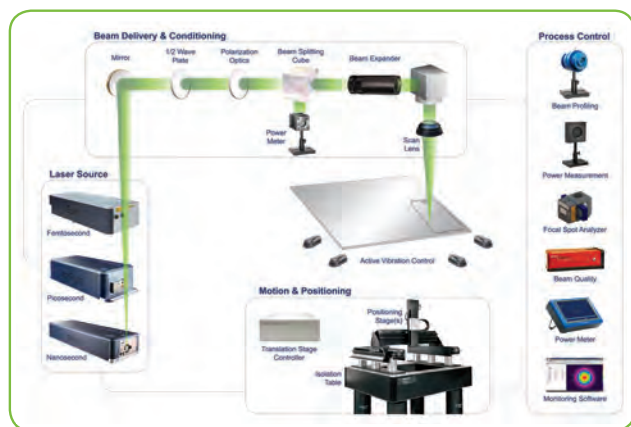 Beam Delivery & Conditioning
Mirror
1/2 Wave
Plate
Polarization
Optics
Beam Splitting
Cube
Beam Expander
Power
Meter
Scan
Lens
Laser Source
Femtosecond
Picosecond
Nanosecond
Active Vibration Control
Motion & Positioning
Translation Stage
Controller
Positioning
Stage(s)
Isolation
Table
Process Control
Beam Profiling
Power Measurement
Focal Spot Analyzer
Beam Quality
Power Meter
Monitoring Software